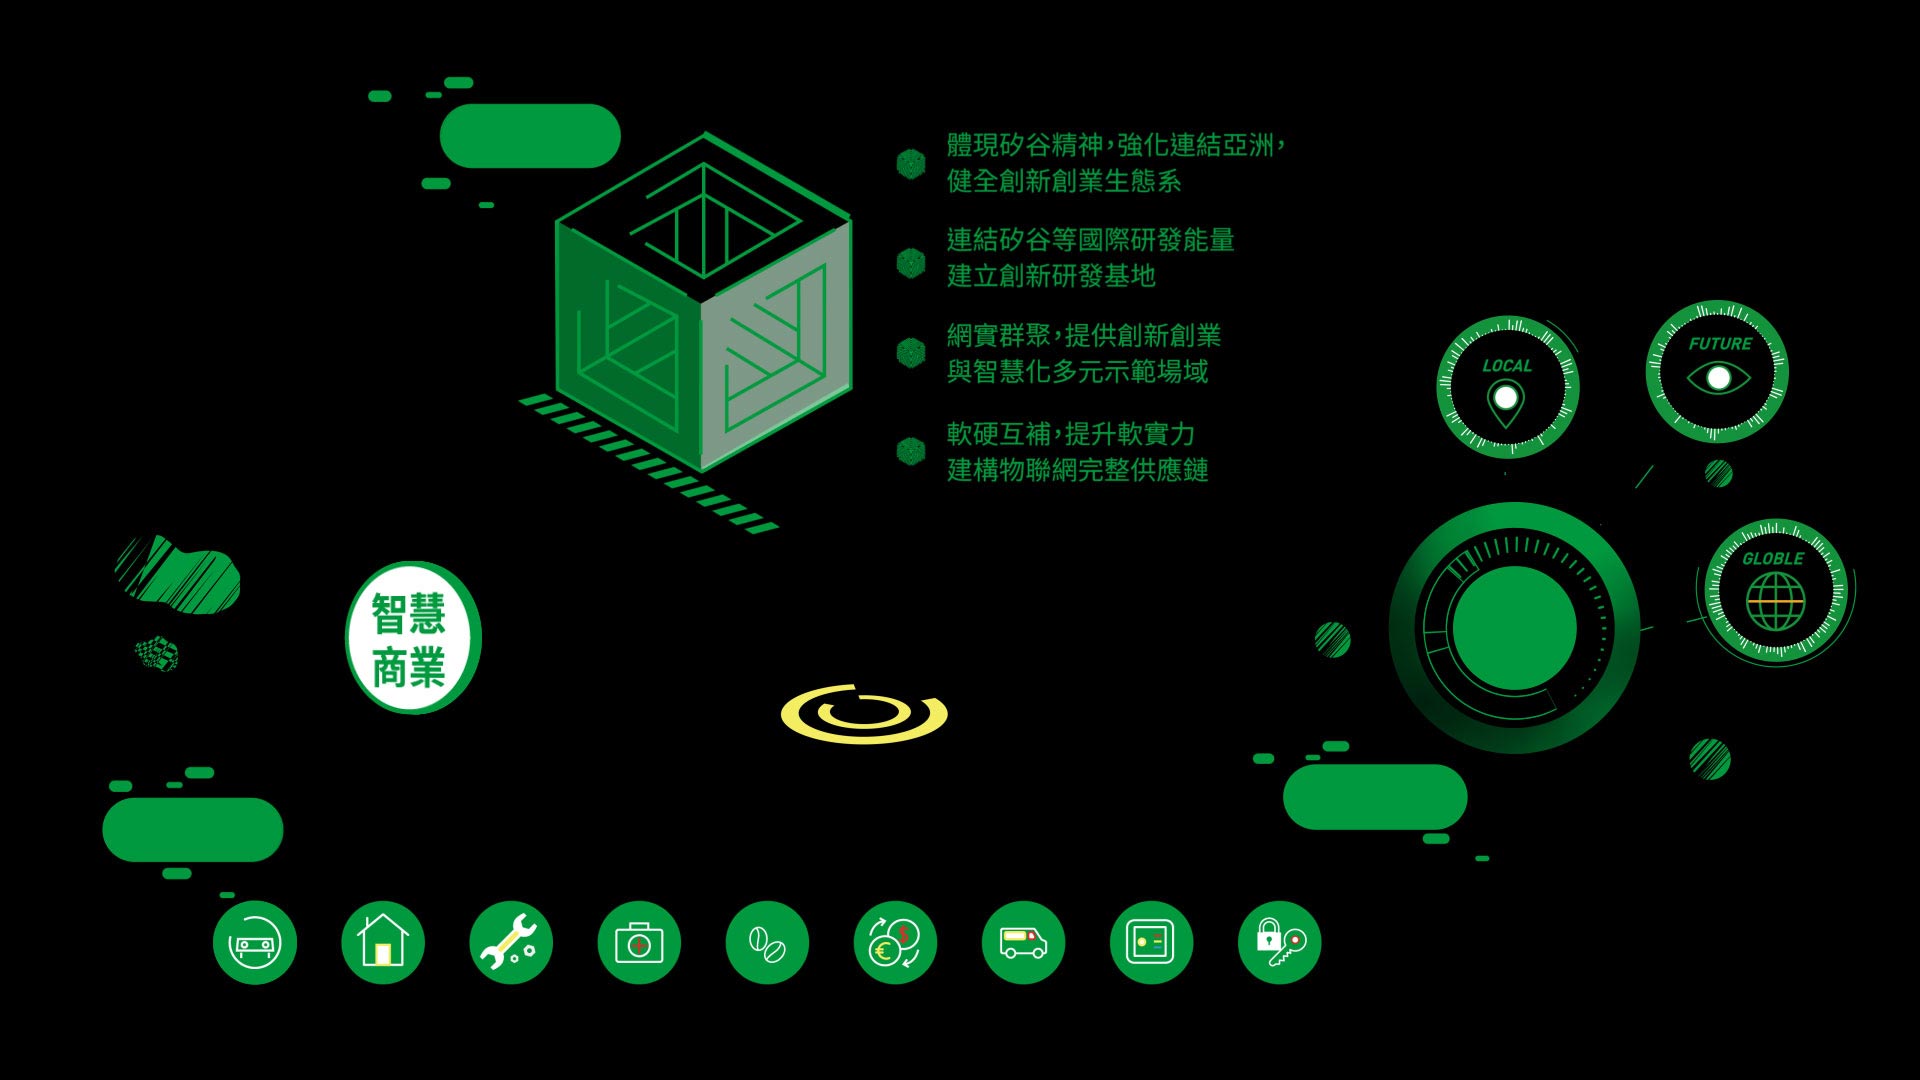 體現矽谷精神，強化連結亞洲，
健全創新創業生態系
連結矽谷等國際研發能量
建立創新研發基地
網實群聚，提供創新創業
與智慧化多元示範場域
軟硬互補，提升軟實力
建構物聯網完整供應鏈
LOCAL
FUTURE
GLOBLE
智慧
商業